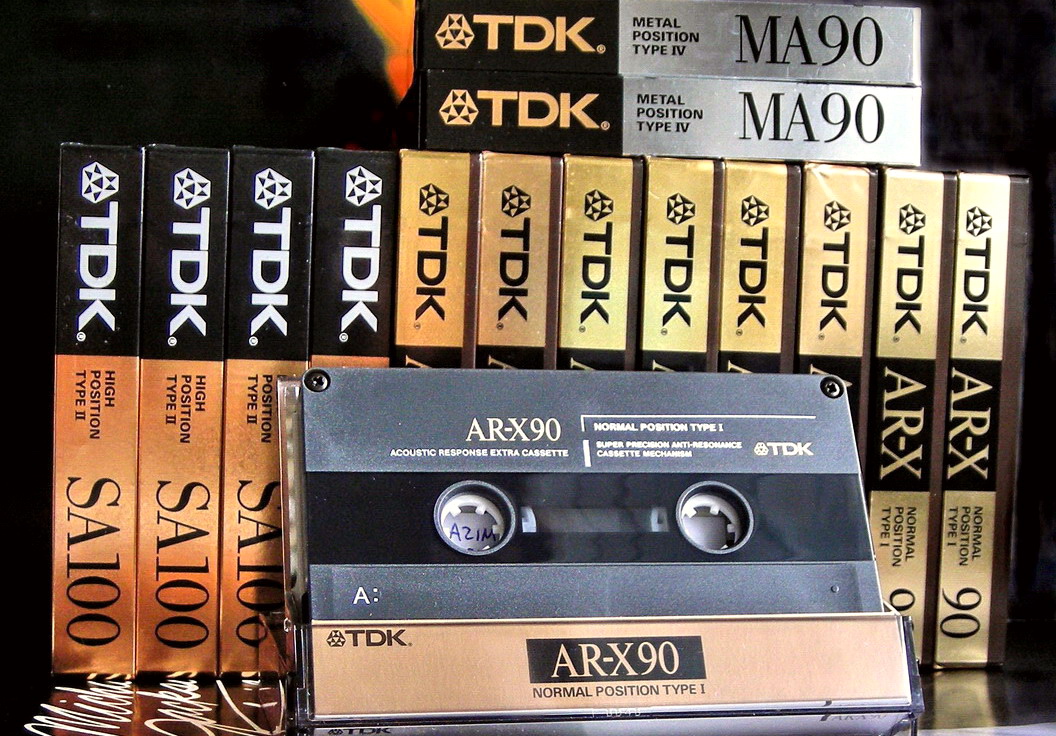 TDK®
METAL
POSITION
TYPE IV
MA90
TDK®
METAL
POSITION
TYPE IV
MA90
TDK®
HIGH
POSITION
TYPE II
SA100
TDK®
HIGH
POSITION
TYPE II
SA100
TDK®
HIGH
POSITION
TYPE II
SA100
TDK®
TDK®
TDK®
TDK®
TDK®
TDK®
TDK®
TDK®
AR-X
NORMAL
POSITION
TYPE I
90
TDK®
AR-X
NORMAL
POSITION
TYPE I
90
AR-X90
NORMAL POSITION TYPE I
ACOUSTIC RESPONSE EXTRA CASSETTE
SUPER PRECISION ANTI-RESONANCE
CASSETTE MECHANISM
TDK
AZIM
A:
TDK®
AR-X90
NORMAL POSITION TYPE I